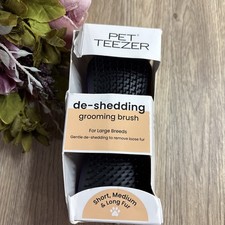 PET
TEEZER
de-shedding
grooming brush
For Large Breeds
Gentle de-shedding to remove loose fur
Short, Medium
& Long Fur